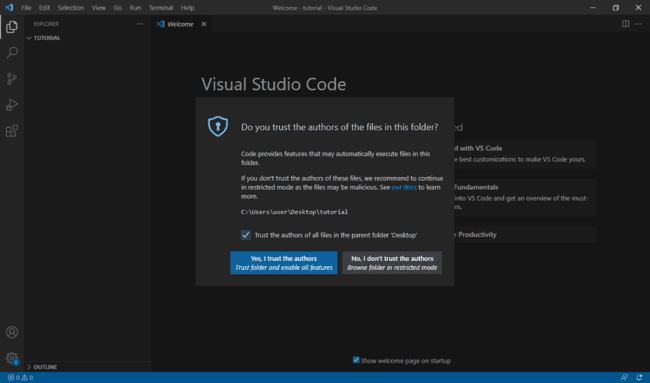 File Edit Selection View Go Run Terminal Help
Welcome - tutorial - Visual Studio Code
EXPLORER
TUTORIAL
Welcome
Visual Studio Code
Do you trust the authors of the files in this folder?
Code provides features that may automatically execute files in this
folder.
If you don't trust the authors of these files, we recommend to continue
in restricted mode as the files may be malicious. See our docs to learn
more.
C:\Users\user\Desktop\tutorial
Trust the authors of all files in the parent folder 'Desktop'
Yes, I trust the authors
Trust folder and enable all features
No, I don't trust the authors
Browse folder in restricted mode
ed
d with VS Code
e best customizations to make VS Code yours.
Fundamentals
into VS Code and get an overview of the must-
ns.
r Productivity
Show welcome page on startup
OUTLINE
0 0